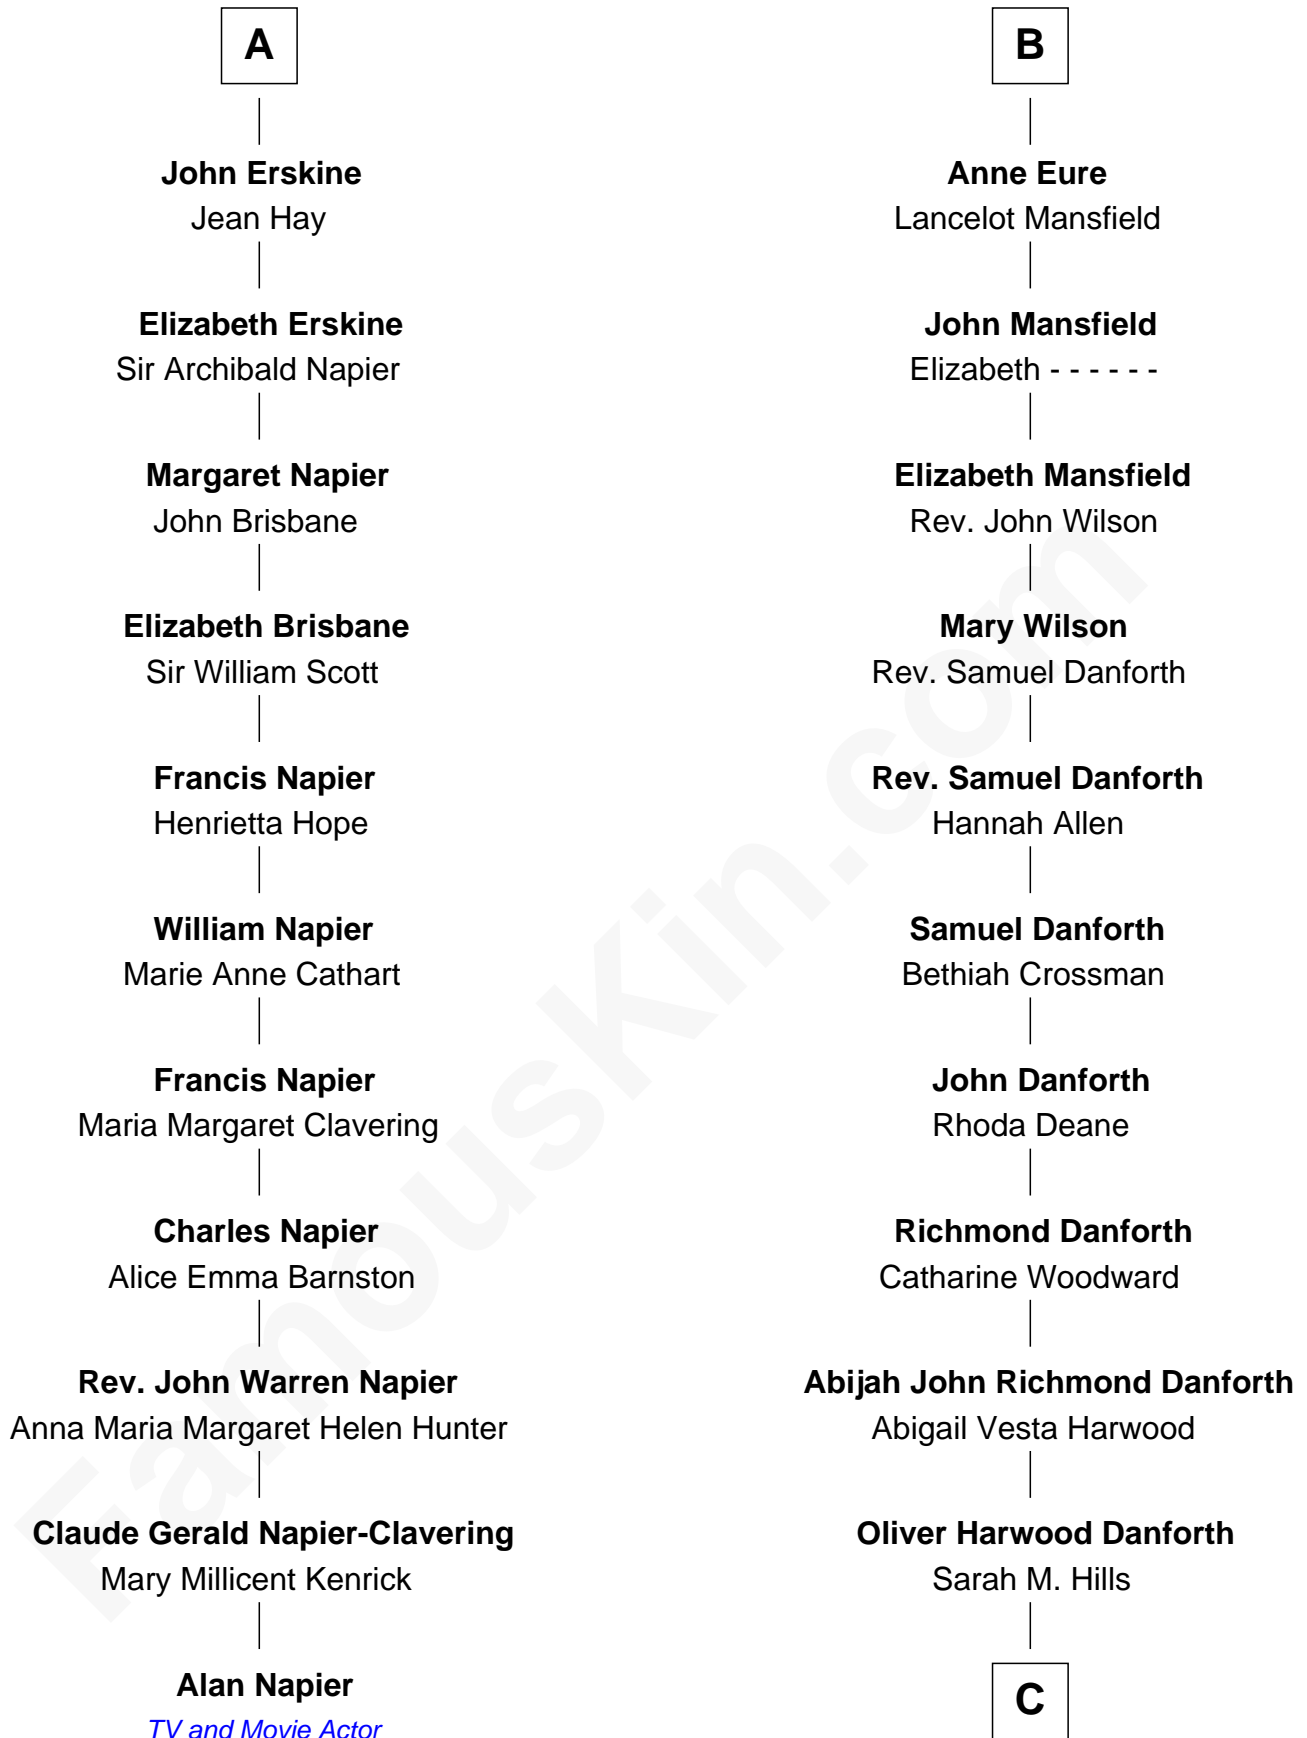 A
John Erskine
Jean Hay
Elizabeth Erskine
Sir Archibald Napier
Margaret Napier
John Brisbane
Elizabeth Brisbane
Sir William Scott
Francis Napier
Henrietta Hope
William Napier
Marie Anne Cathart
Francis Napier
Maria Margaret Clavering
Charles Napier
Alice Emma Barnston
Rev. John Warren Napier
Anna Maria Margaret Helen Hunter
Claude Gerald Napier-Clavering
Mary Millicent Kenrick
Alan Napier
TV and Movie Actor
B
Anne Eure
Lancelot Mansfield
John Mansfield
Elizabeth - - - - - -
Elizabeth Mansfield
Rev. John Wilson
Mary Wilson
Rev. Samuel Danforth
Rev. Samuel Danforth
Hannah Allen
Samuel Danforth
Bethiah Crossman
John Danforth
Rhoda Deane
Richmond Danforth
Catharine Woodward
Abijah John Richmond Danforth
Abigail Vesta Harwood
Oliver Harwood Danforth
Sarah M. Hills
C
FamousKin.com